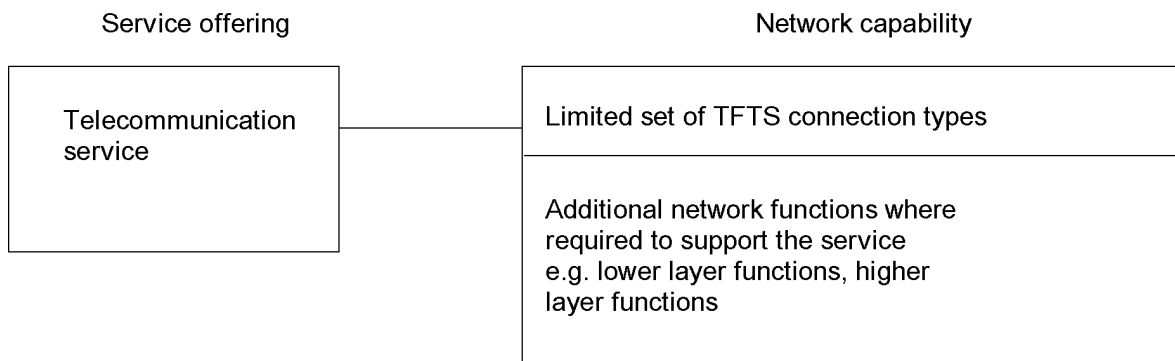 Service offering
Network capability
Telecommunication
service
Limited set of TFTS connection types
Additional network functions where
required to support the service
e.g. lower layer functions, higher
layer functions